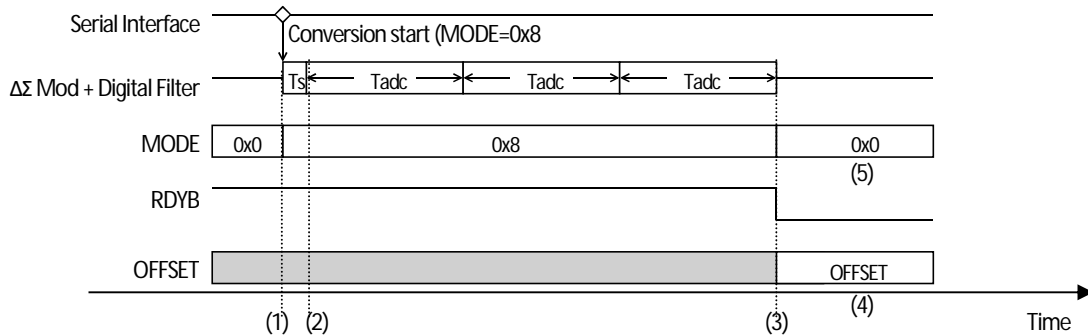 Serial Interface
Conversion start (MODE=0x8
ΔΣ Mod + Digital Filter
Ts Tadc Tadc Tadc
MODE 0x0 0x8 0x0
(5)
RDYB
OFFSET OFFSET
(4)
(1) (2) (3) Time